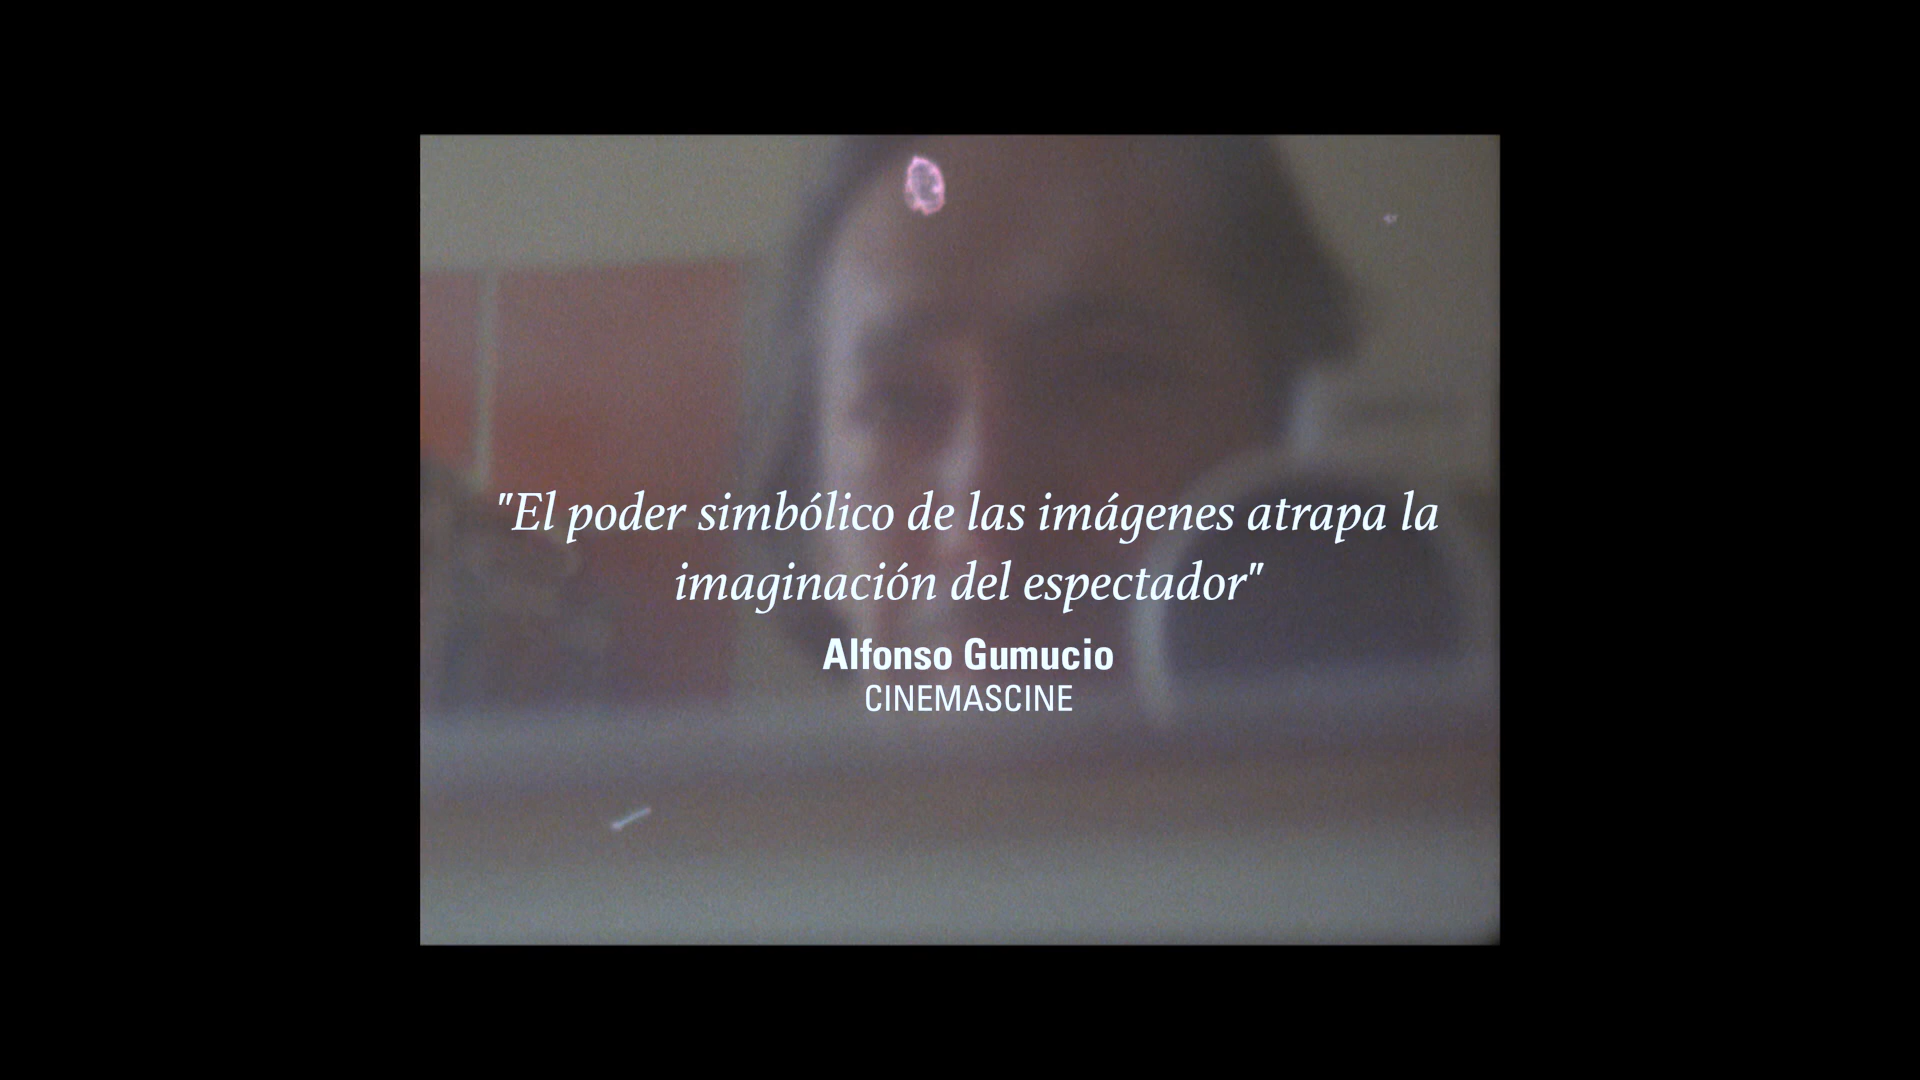 "El poder simbólico de las imágenes atrapa la
imaginación del espectador"
Alfonso Gumucio
CINEMASCINE